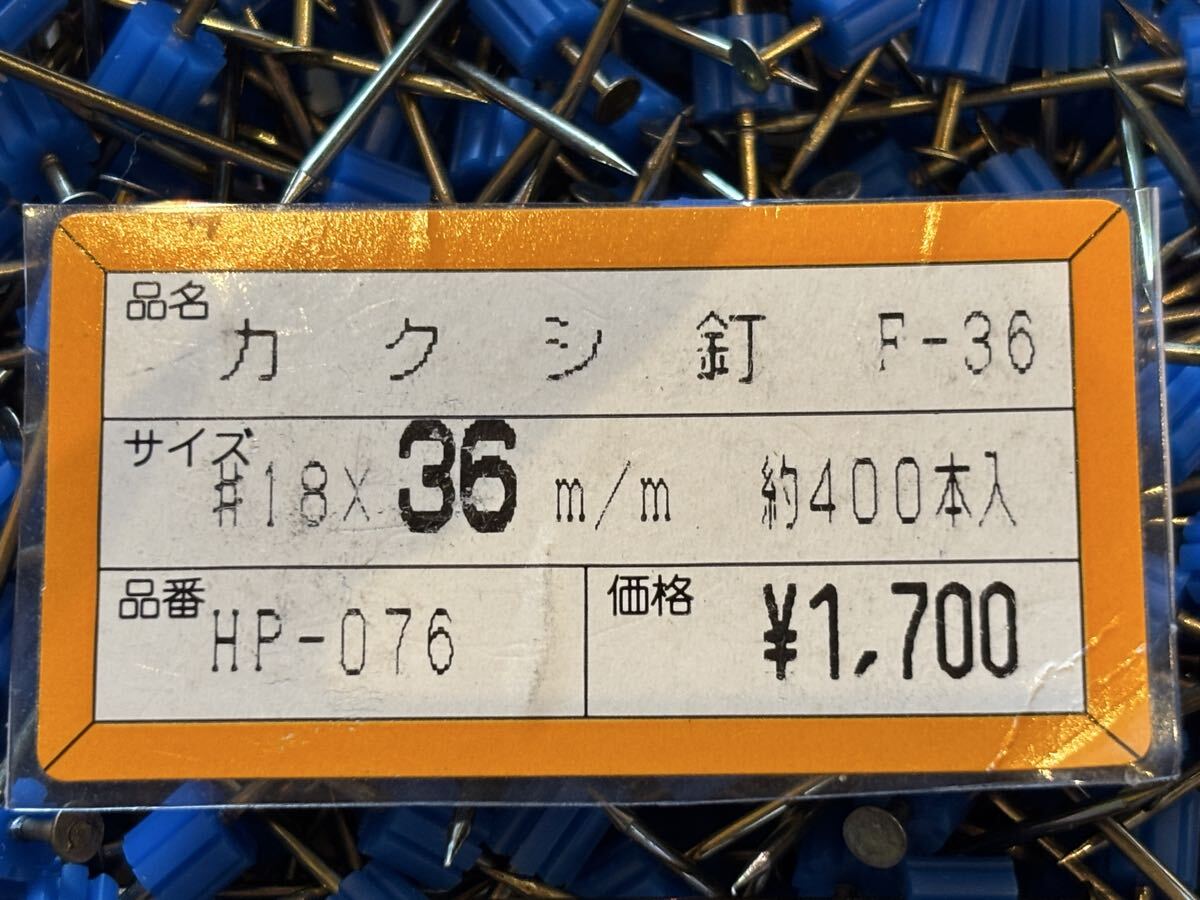 品名 カクシ釘 F-36
サイズ #18X 36 m/m 約400本入
品番 HP-076 価格 ¥1,700